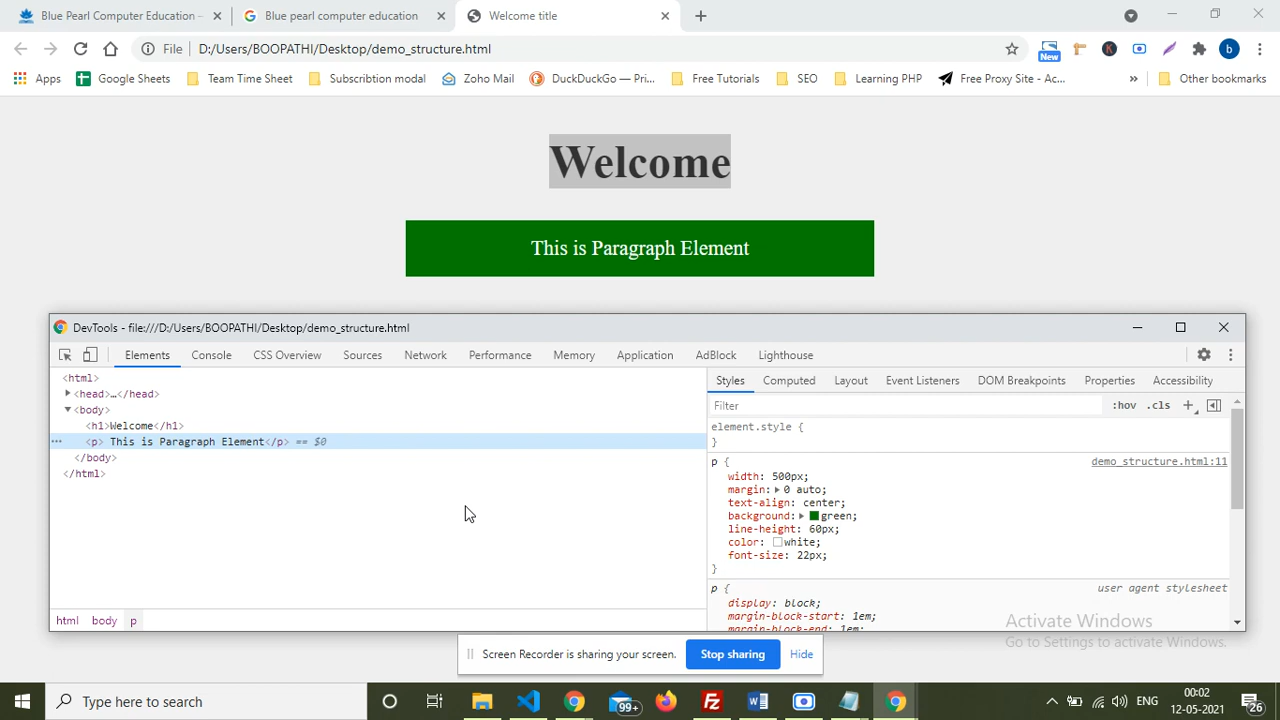 Blue Pearl Computer Education –
Blue pearl computer education
Welcome title
File
D:/Users/BOOPATHI/Desktop/demo_structure.html
New
b
Apps
Google Sheets
Team Time Sheet
Subscribtion modal
Zoho Mail
DuckDuckGo — Pri...
Free Tutorials
SEO
Learning PHP
Free Proxy Site - Ac...
»
Other bookmarks
Welcome
This is Paragraph Element
DevTools - file:///D:/Users/BOOPATHI/Desktop/demo_structure.html
Elements Console CSS Overview Sources Network Performance Memory Application AdBlock Lighthouse
<html>
<head>…</head>
<body>
<h1>Welcome</h1>
<p> This is Paragraph Element</p> == $0
</body>
</html>
html body p
Styles Computed Layout Event Listeners DOM Breakpoints Properties Accessibility
Filter
:hov .cls +
element.style {
}
p {
demo_structure.html:11
width: 500px;
margin: 0 auto;
text-align: center;
background: green;
line-height: 60px;
color: white;
font-size: 22px;
}
p {
user agent stylesheet
display: block;
margin-block-start: 1em;
margin-block-end: 1em;
Activate Windows
Go to Settings to activate Windows.
Screen Recorder is sharing your screen.
Stop sharing
Hide
Type here to search
99+
ENG
00:02
12-05-2021
26